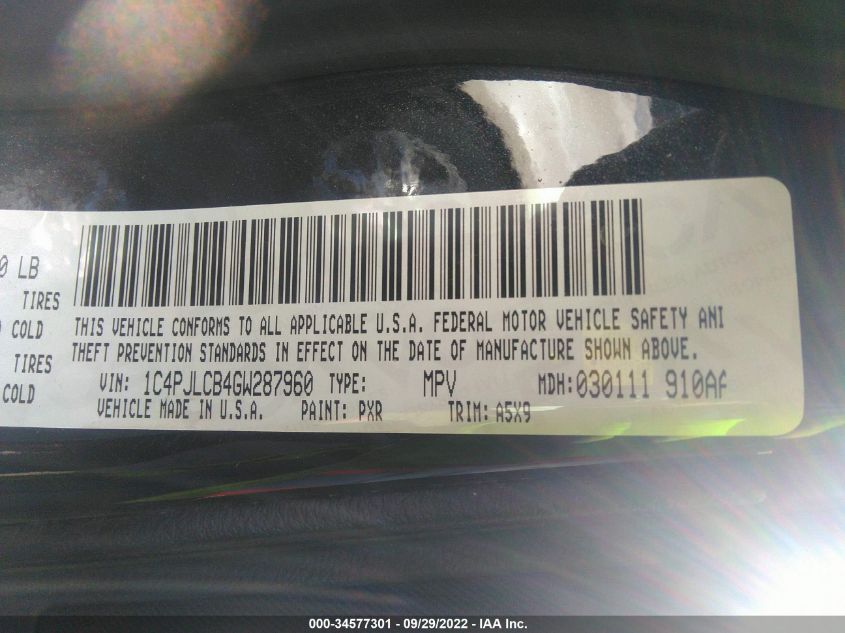 0 LB
TIRES
COLD
TIRES
COLD
THIS VEHICLE CONFORMS TO ALL APPLICABLE U.S.A. FEDERAL MOTOR VEHICLE SAFETY
THEFT PREVENTION STANDARDS IN EFFECT ON THE DATE OF MANUFACTURE SHOWN ABOVE.
VIN: 1C4PJLCB4GW287960 TYPE: MPV MDH:030111
VEHICLE MADE IN U.S.A. PAINT: PXR TRIM: A5X9
000-34577301 - 09/29/2022 - IAA Inc.